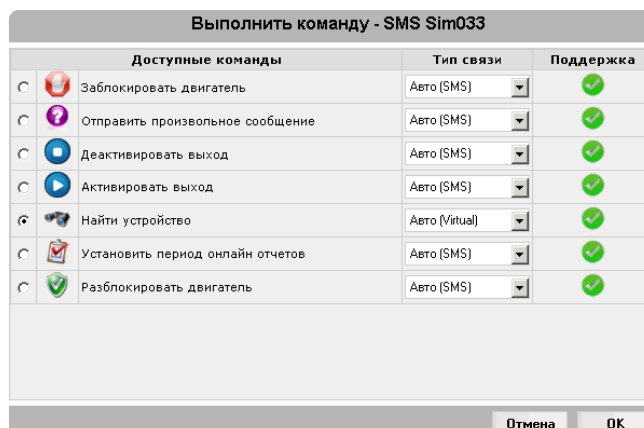 Выполнить команду - SMS Sim033
Доступные команды Тип связи Поддержка
Заблокировать двигатель Авто (SMS)
? Отправить произвольное сообщение Авто (SMS)
Деактивировать выход Авто (SMS)
Активировать выход Авто (SMS)
Найти устройство Авто (Virtual)
Установить период онлайн отчетов Авто (SMS)
Разблокировать двигатель Авто (SMS)
Отмена OK